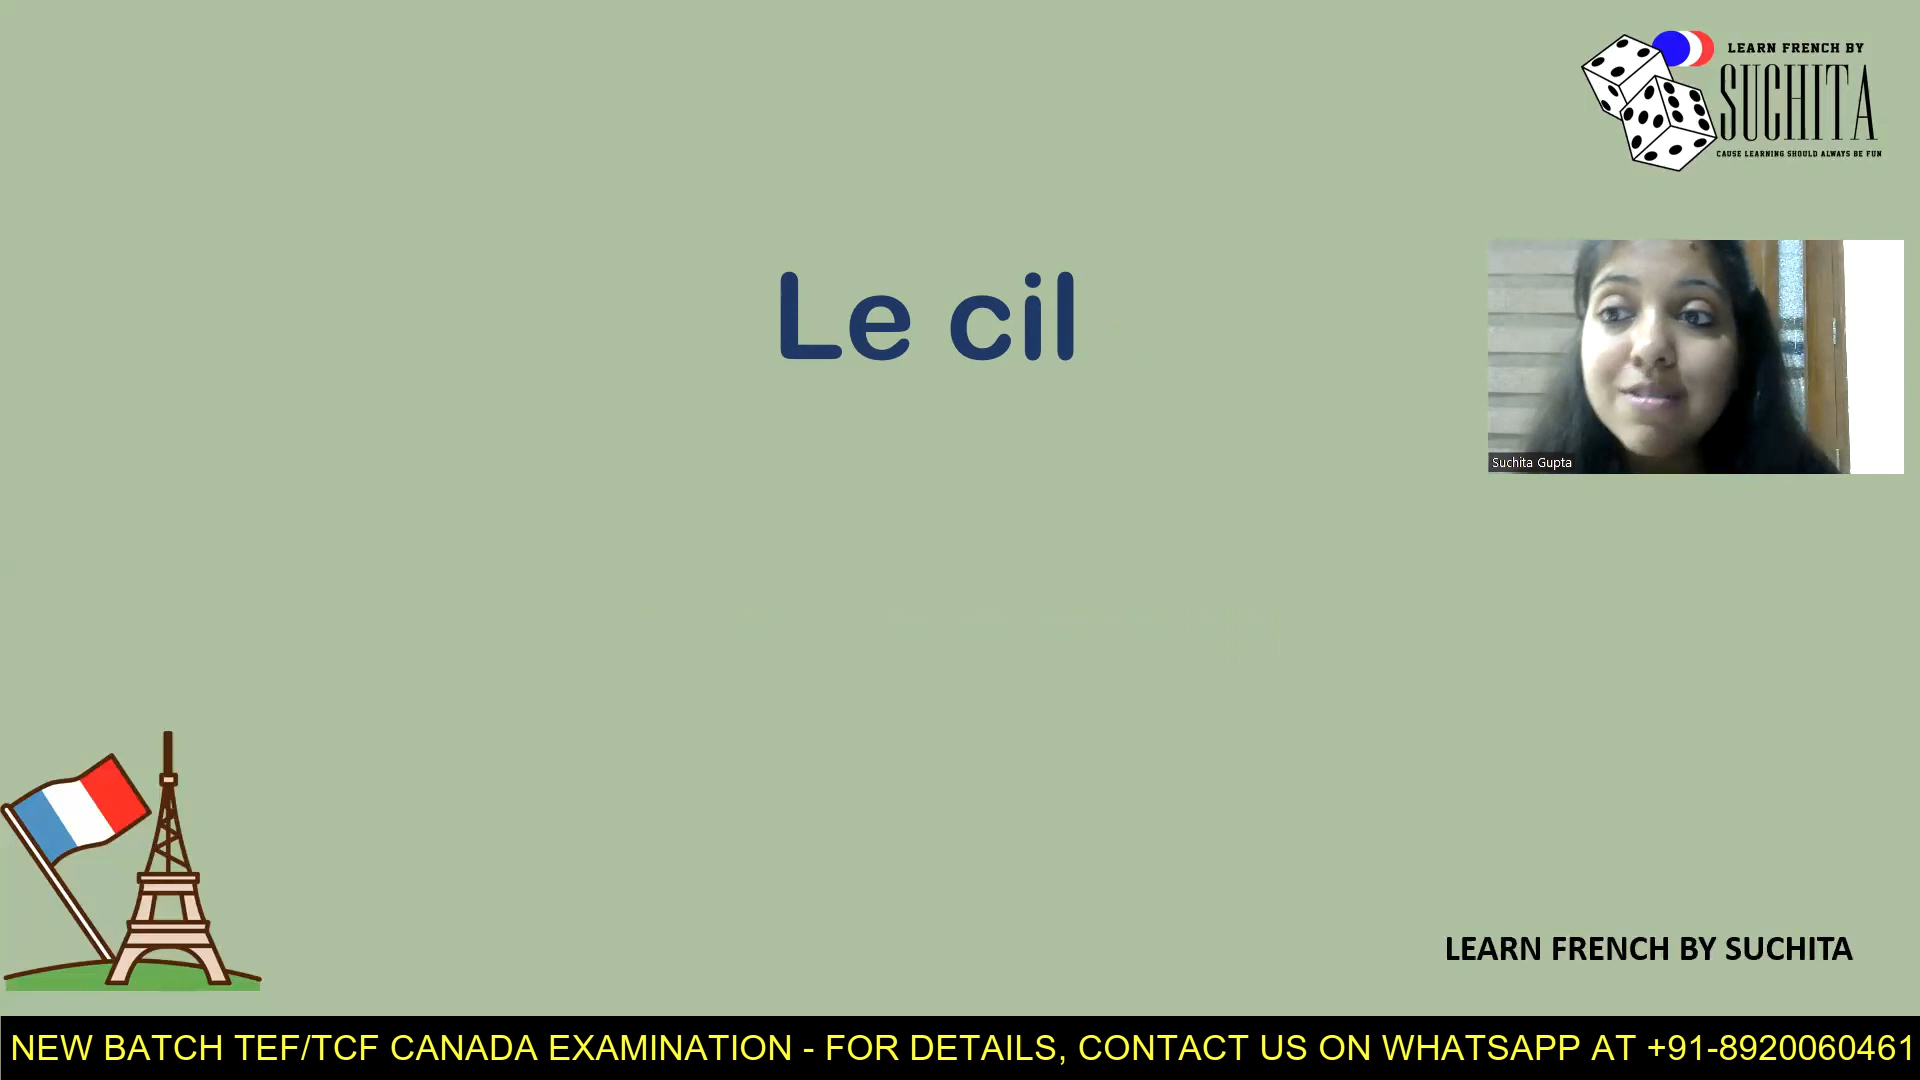 LEARN FRENCH BY
SUCHITA
CAUSE LEARNING SHOULD ALWAYS BE FUN
Le cil
Suchita Gupta
LEARN FRENCH BY SUCHITA
NEW BATCH TEF/TCF CANADA EXAMINATION - FOR DETAILS, CONTACT US ON WHATSAPP AT +91-8920060461